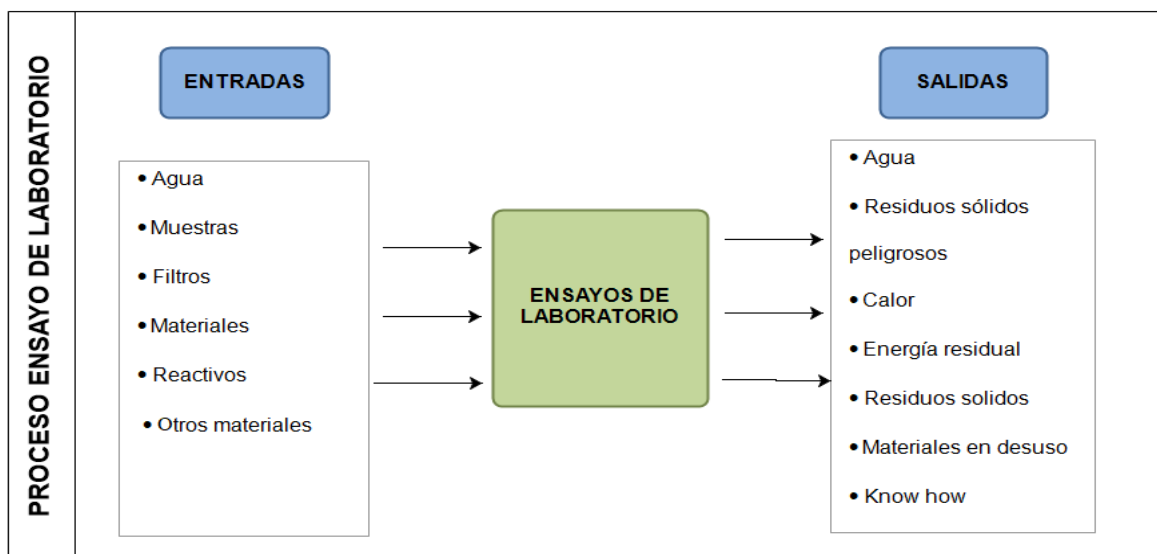 PROCESO ENSAYO DE LABORATORIO
ENTRADAS
• Agua
• Muestras
• Filtros
• Materiales
• Reactivos
• Otros materiales
ENSAYOS DE
LABORATORIO
SALIDAS
• Agua
• Residuos sólidos
peligrosos
• Calor
• Energía residual
• Residuos solidos
• Materiales en desuso
• Know how